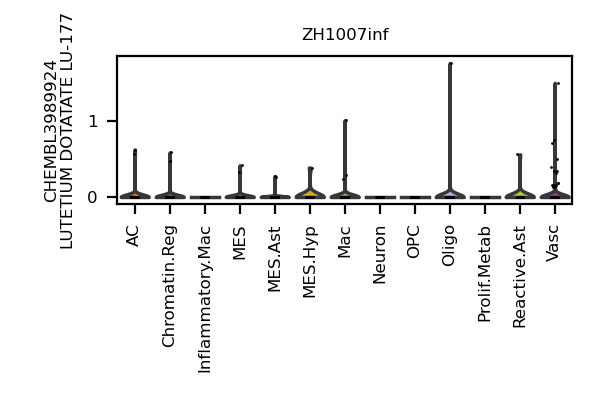 ZH1007inf
CHEMBL3989924
LUTETIUM DOTATATE LU-177
1
0
AC
Chromatin.Reg
Inflammatory.Mac
MES
MES.Ast
MES.Hyp
Mac
Neuron
OPC
Oligo
Prolif.Metab
Reactive.Ast
Vasc